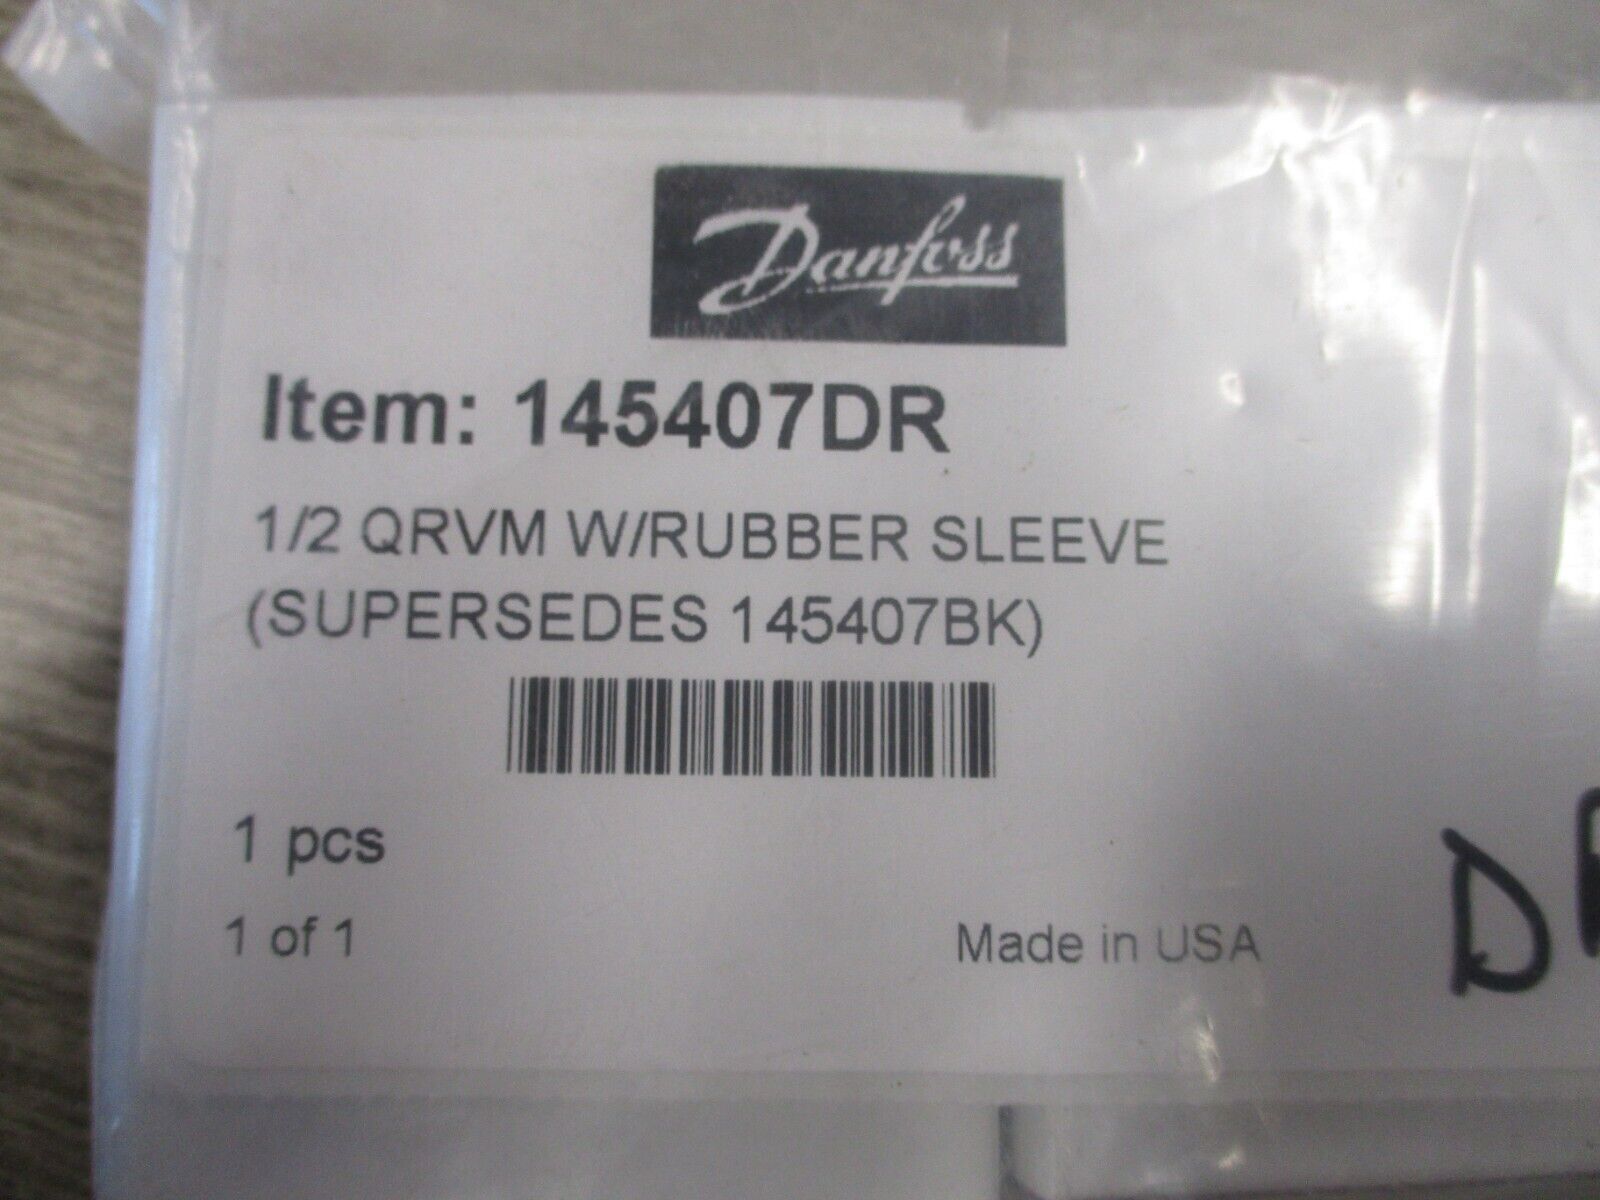 Danfoss
Item: 145407DR
1/2 QRVM W/RUBBER SLEEVE
(SUPERSEDES 145407BK)
1 pcs
1 of 1
Made in USA
D